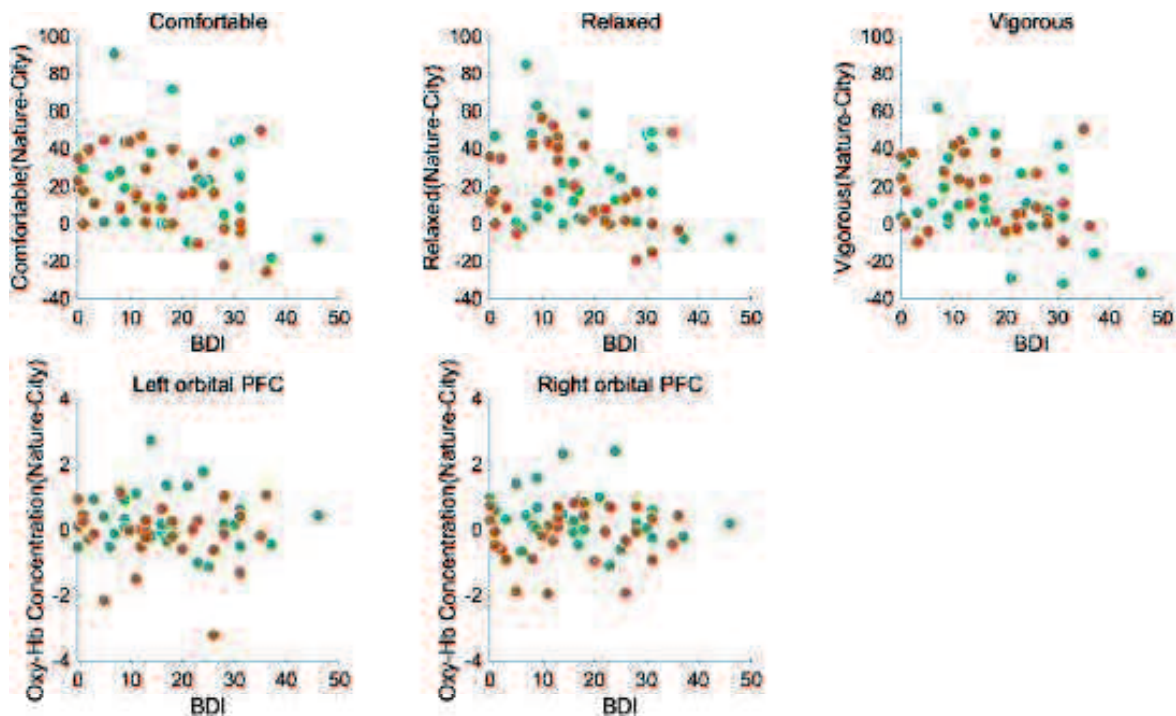 Comfortable
Comfortable(Nature-City)
100
80
60
40
20
0
-20
-40
0 10 20 30 40 50
BDI
Relaxed
Relaxed(Nature-City)
100
80
60
40
20
0
-20
-40
0 10 20 30 40 50
BDI
Vigorous
Vigorous(Nature-City)
100
80
60
40
20
0
-20
-40
0 10 20 30 40 50
BDI
Left orbital PFC
Oxy-Hb Concentration(Nature-City)
4
2
0
-2
-4
0 10 20 30 40 50
BDI
Right orbital PFC
Oxy-Hb Concentration(Nature-City)
4
2
0
-2
-4
0 10 20 30 40 50
BDI